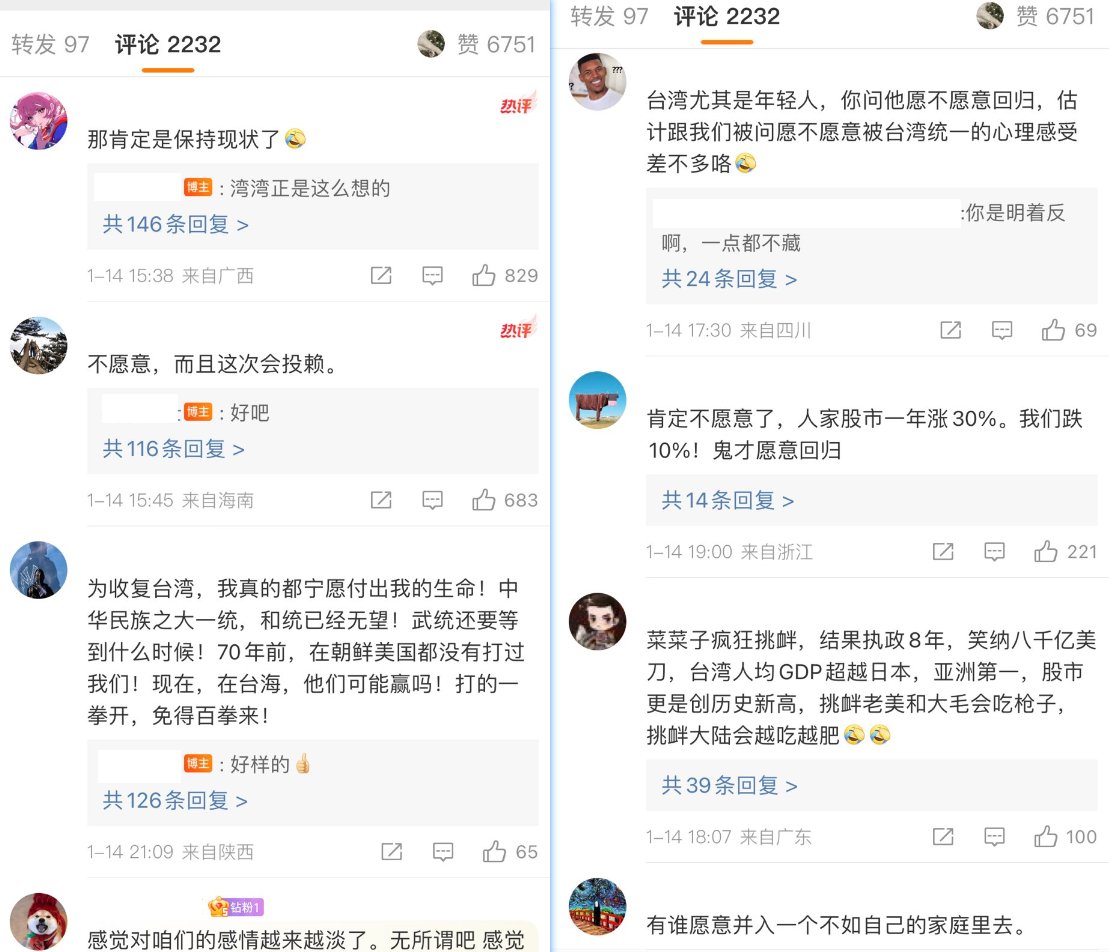 转发 97 评论 2232 赞 6751
热评
那肯定是保持现状了🤣
博主：湾湾正是这么想的
共146条回复 >
1-14 15:38 来自广西 829
热评
不愿意，而且这次会投赖。
:博主：好吧
共116条回复 >
1-14 15:45 来自海南 683
为收复台湾，我真的都宁愿付出我的生命！中
华民族之大一统，和统已经无望！武统还要等
到什么时候！70年前，在朝鲜美国都没有打过
我们！现在，在台海，他们可能赢吗！打的一
拳开，免得百拳来！
博主：好样的👍
共126条回复 >
1-14 21:09 来自陕西 65
钻粉1
感觉对咱们的感情越来越淡了。无所谓吧 感觉
转发 97 评论 2232 赞 6751
???
台湾尤其是年轻人，你问他愿不愿意回归，估
计跟我们被问愿不愿意被台湾统一的心理感受
差不多咯🤣
:你是明着反
啊，一点都不藏
共24条回复 >
1-14 17:30 来自四川 69
肯定不愿意了，人家股市一年涨30%。我们跌
10%！鬼才愿意回归
共14条回复 >
1-14 19:00 来自浙江 221
菜菜子疯狂挑衅，结果执政8年，笑纳八千亿美
刀，台湾人均GDP超越日本，亚洲第一，股市
更是创历史新高，挑衅老美和大毛会吃枪子，
挑衅大陆会越吃越肥🤣🤣
共39条回复 >
1-14 18:07 来自广东 100
有谁愿意并入一个不如自己的家庭里去。